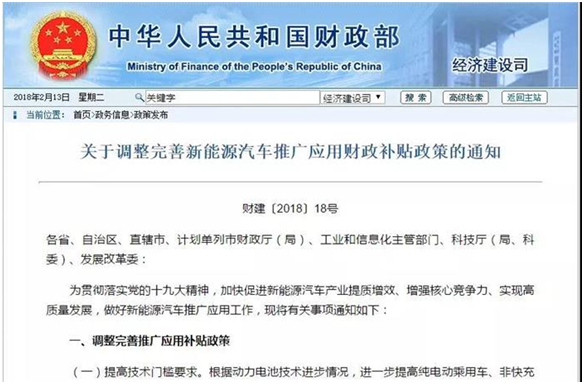 中华人民共和国财政部
Ministry of Finance of the People's Republic of China
经济建设司
2018年2月13日 星期二 关键字 经济建设司 搜索 高级检索 返回主站
当前位置：首页>政务信息>政策发布
关于调整完善新能源汽车推广应用财政补贴政策的通知
财建〔2018〕18号
各省、自治区、直辖市、计划单列市财政厅（局）、工业和信息化主管部门、科技厅（局、科
委）、发展改革委：
为贯彻落实党的十九大精神，加快促进新能源汽车产业提质增效、增强核心竞争力、实现高
质量发展，做好新能源汽车推广应用工作，现将有关事项通知如下：
一、调整完善推广应用补贴政策
（一）提高技术门槛要求。根据动力电池技术进步情况，进一步提高纯电动乘用车、非快充